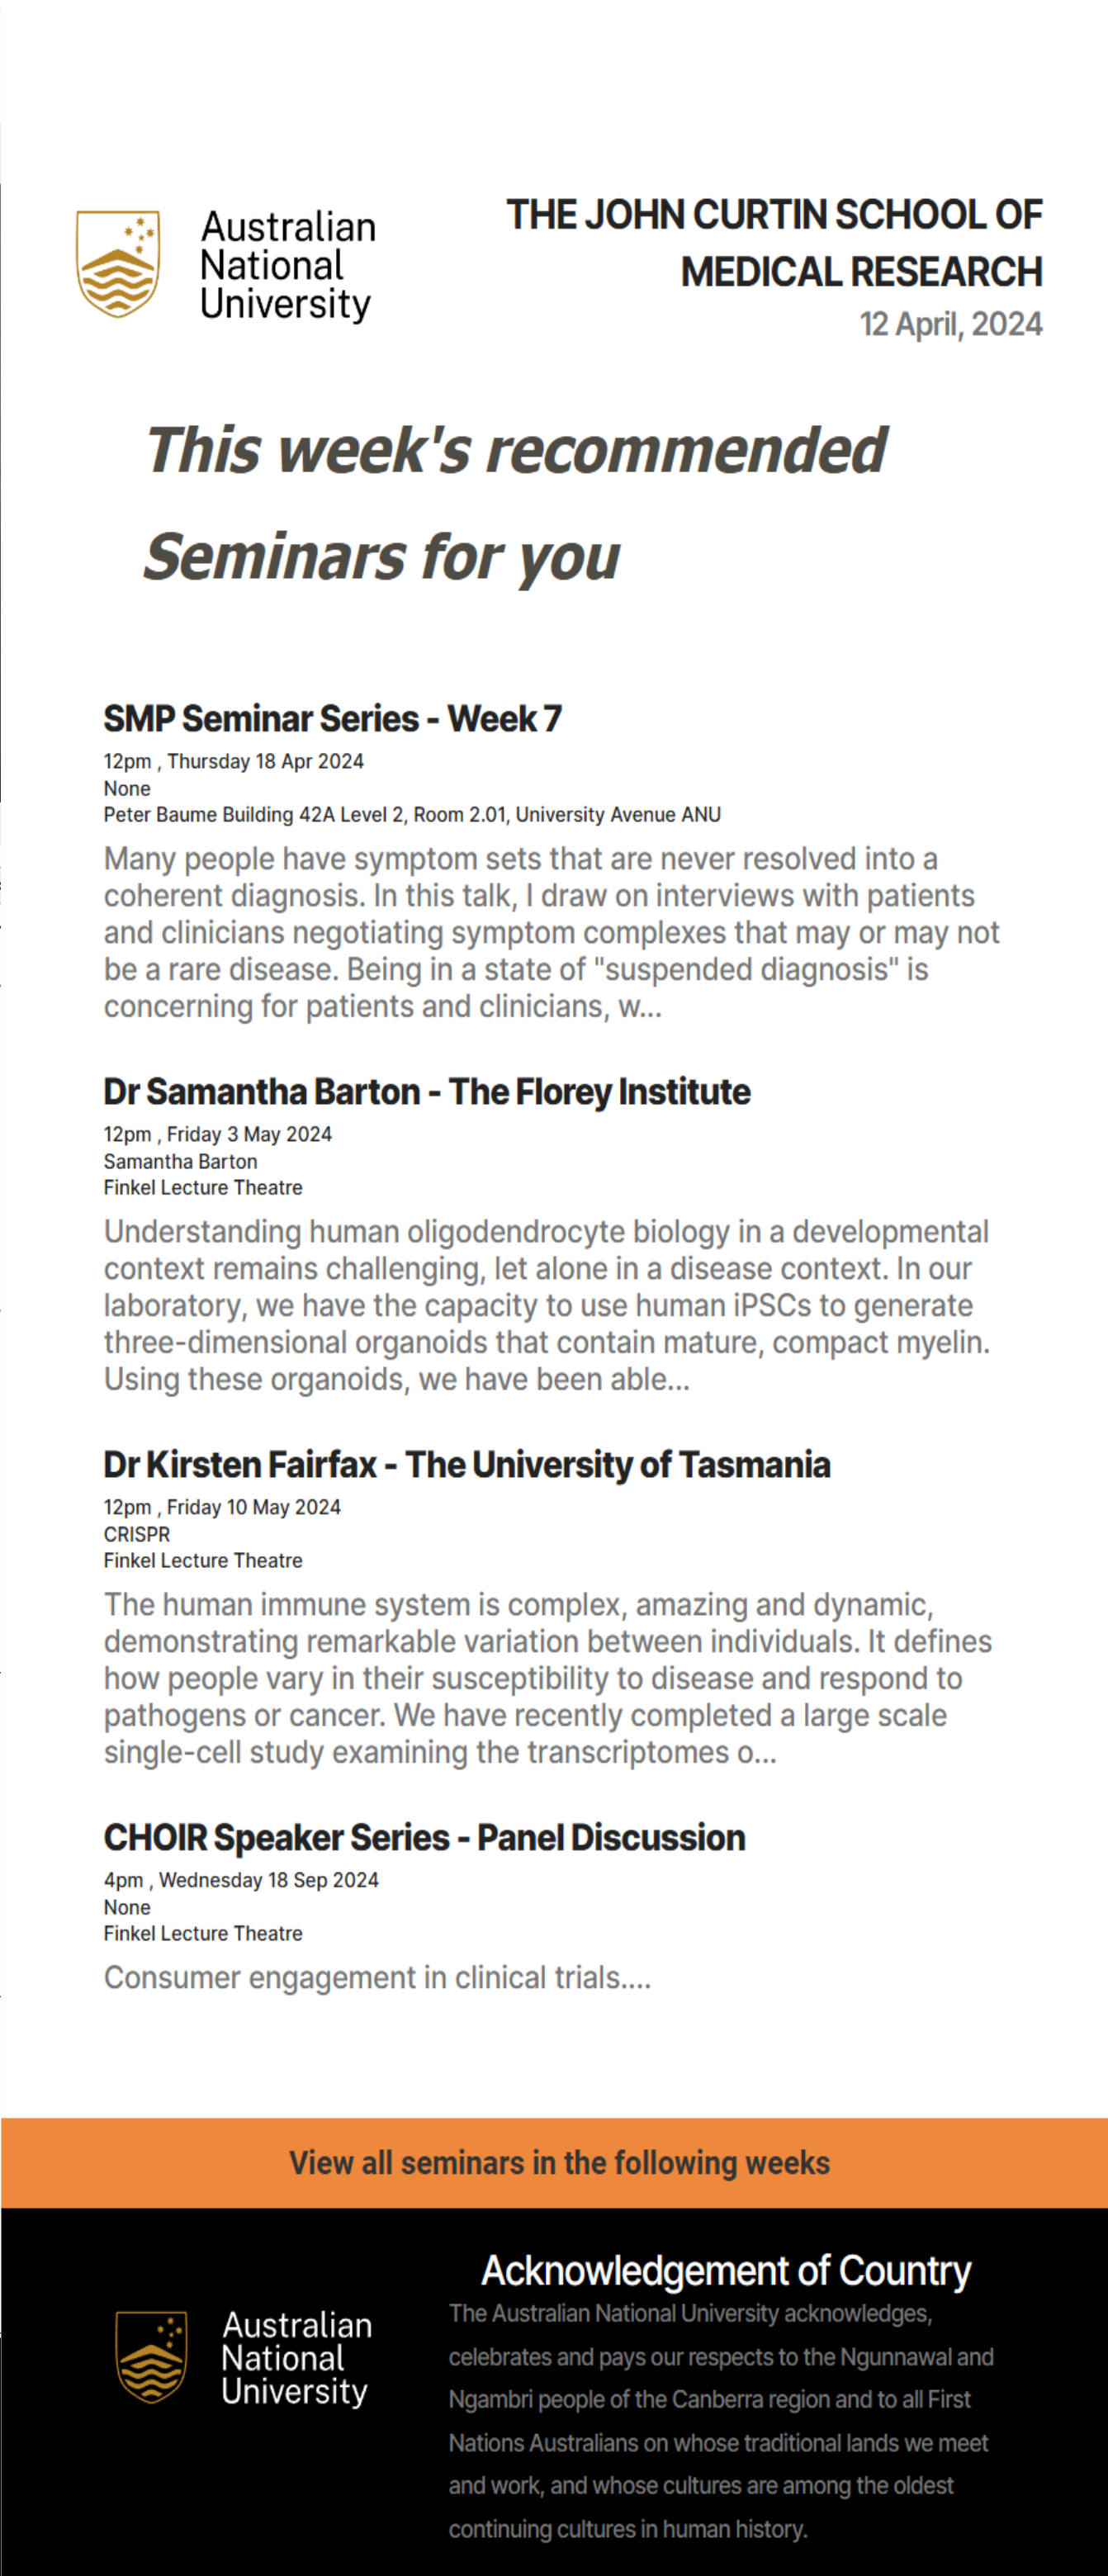 Australian
National
University
THE JOHN CURTIN SCHOOL OF
MEDICAL RESEARCH
12 April, 2024
This week's recommended
Seminars for you
SMP Seminar Series - Week 7
12pm , Thursday 18 Apr 2024
None
Peter Baume Building 42A Level 2, Room 2.01, University Avenue ANU
Many people have symptom sets that are never resolved into a
coherent diagnosis. In this talk, I draw on interviews with patients
and clinicians negotiating symptom complexes that may or may not
be a rare disease. Being in a state of "suspended diagnosis" is
concerning for patients and clinicians, w...
Dr Samantha Barton - The Florey Institute
12pm , Friday 3 May 2024
Samantha Barton
Finkel Lecture Theatre
Understanding human oligodendrocyte biology in a developmental
context remains challenging, let alone in a disease context. In our
laboratory, we have the capacity to use human iPSCs to generate
three-dimensional organoids that contain mature, compact myelin.
Using these organoids, we have been able...
Dr Kirsten Fairfax - The University of Tasmania
12pm , Friday 10 May 2024
CRISPR
Finkel Lecture Theatre
The human immune system is complex, amazing and dynamic,
demonstrating remarkable variation between individuals. It defines
how people vary in their susceptibility to disease and respond to
pathogens or cancer. We have recently completed a large scale
single-cell study examining the transcriptomes o...
CHOIR Speaker Series - Panel Discussion
4pm , Wednesday 18 Sep 2024
None
Finkel Lecture Theatre
Consumer engagement in clinical trials....
View all seminars in the following weeks
Australian
National
University
Acknowledgement of Country
The Australian National University acknowledges,
celebrates and pays our respects to the Ngunnawal and
Ngambri people of the Canberra region and to all First
Nations Australians on whose traditional lands we meet
and work, and whose cultures are among the oldest
continuing cultures in human history.